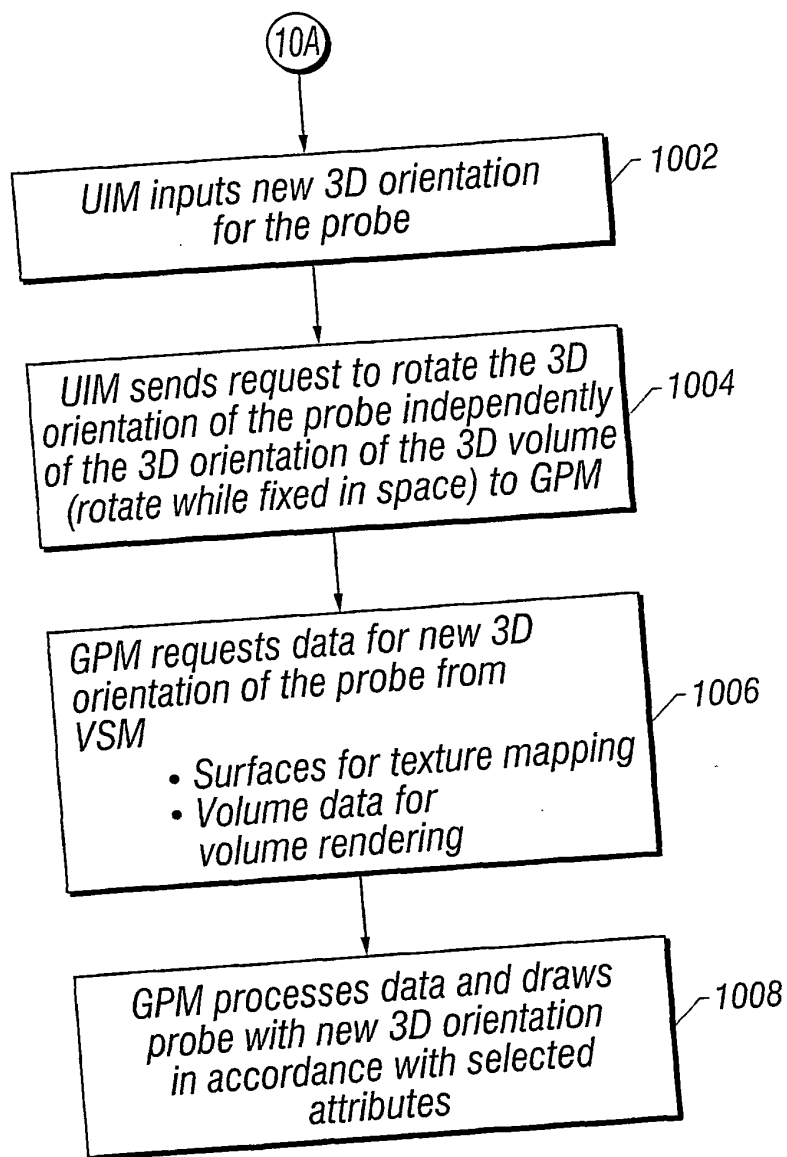 10A
UIM inputs new 3D orientation
for the probe
1002
UIM sends request to rotate the 3D
orientation of the probe independently
of the 3D orientation of the 3D volume
(rotate while fixed in space) to GPM
1004
GPM requests data for new 3D
orientation of the probe from
VSM
• Surfaces for texture mapping
• Volume data for
volume rendering
1006
GPM processes data and draws
probe with new 3D orientation
in accordance with selected
attributes
1008